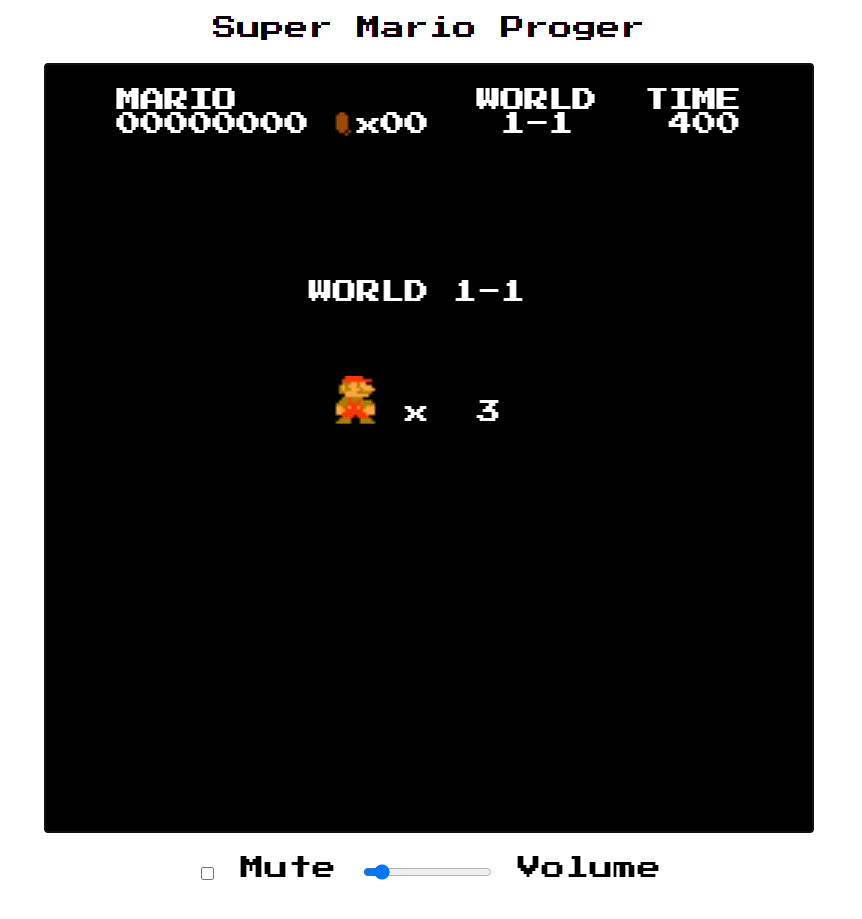 Super Mario Proger
MARIO WORLD TIME
00000000 x00 1-1 400
WORLD 1-1
x 3
Mute Volume